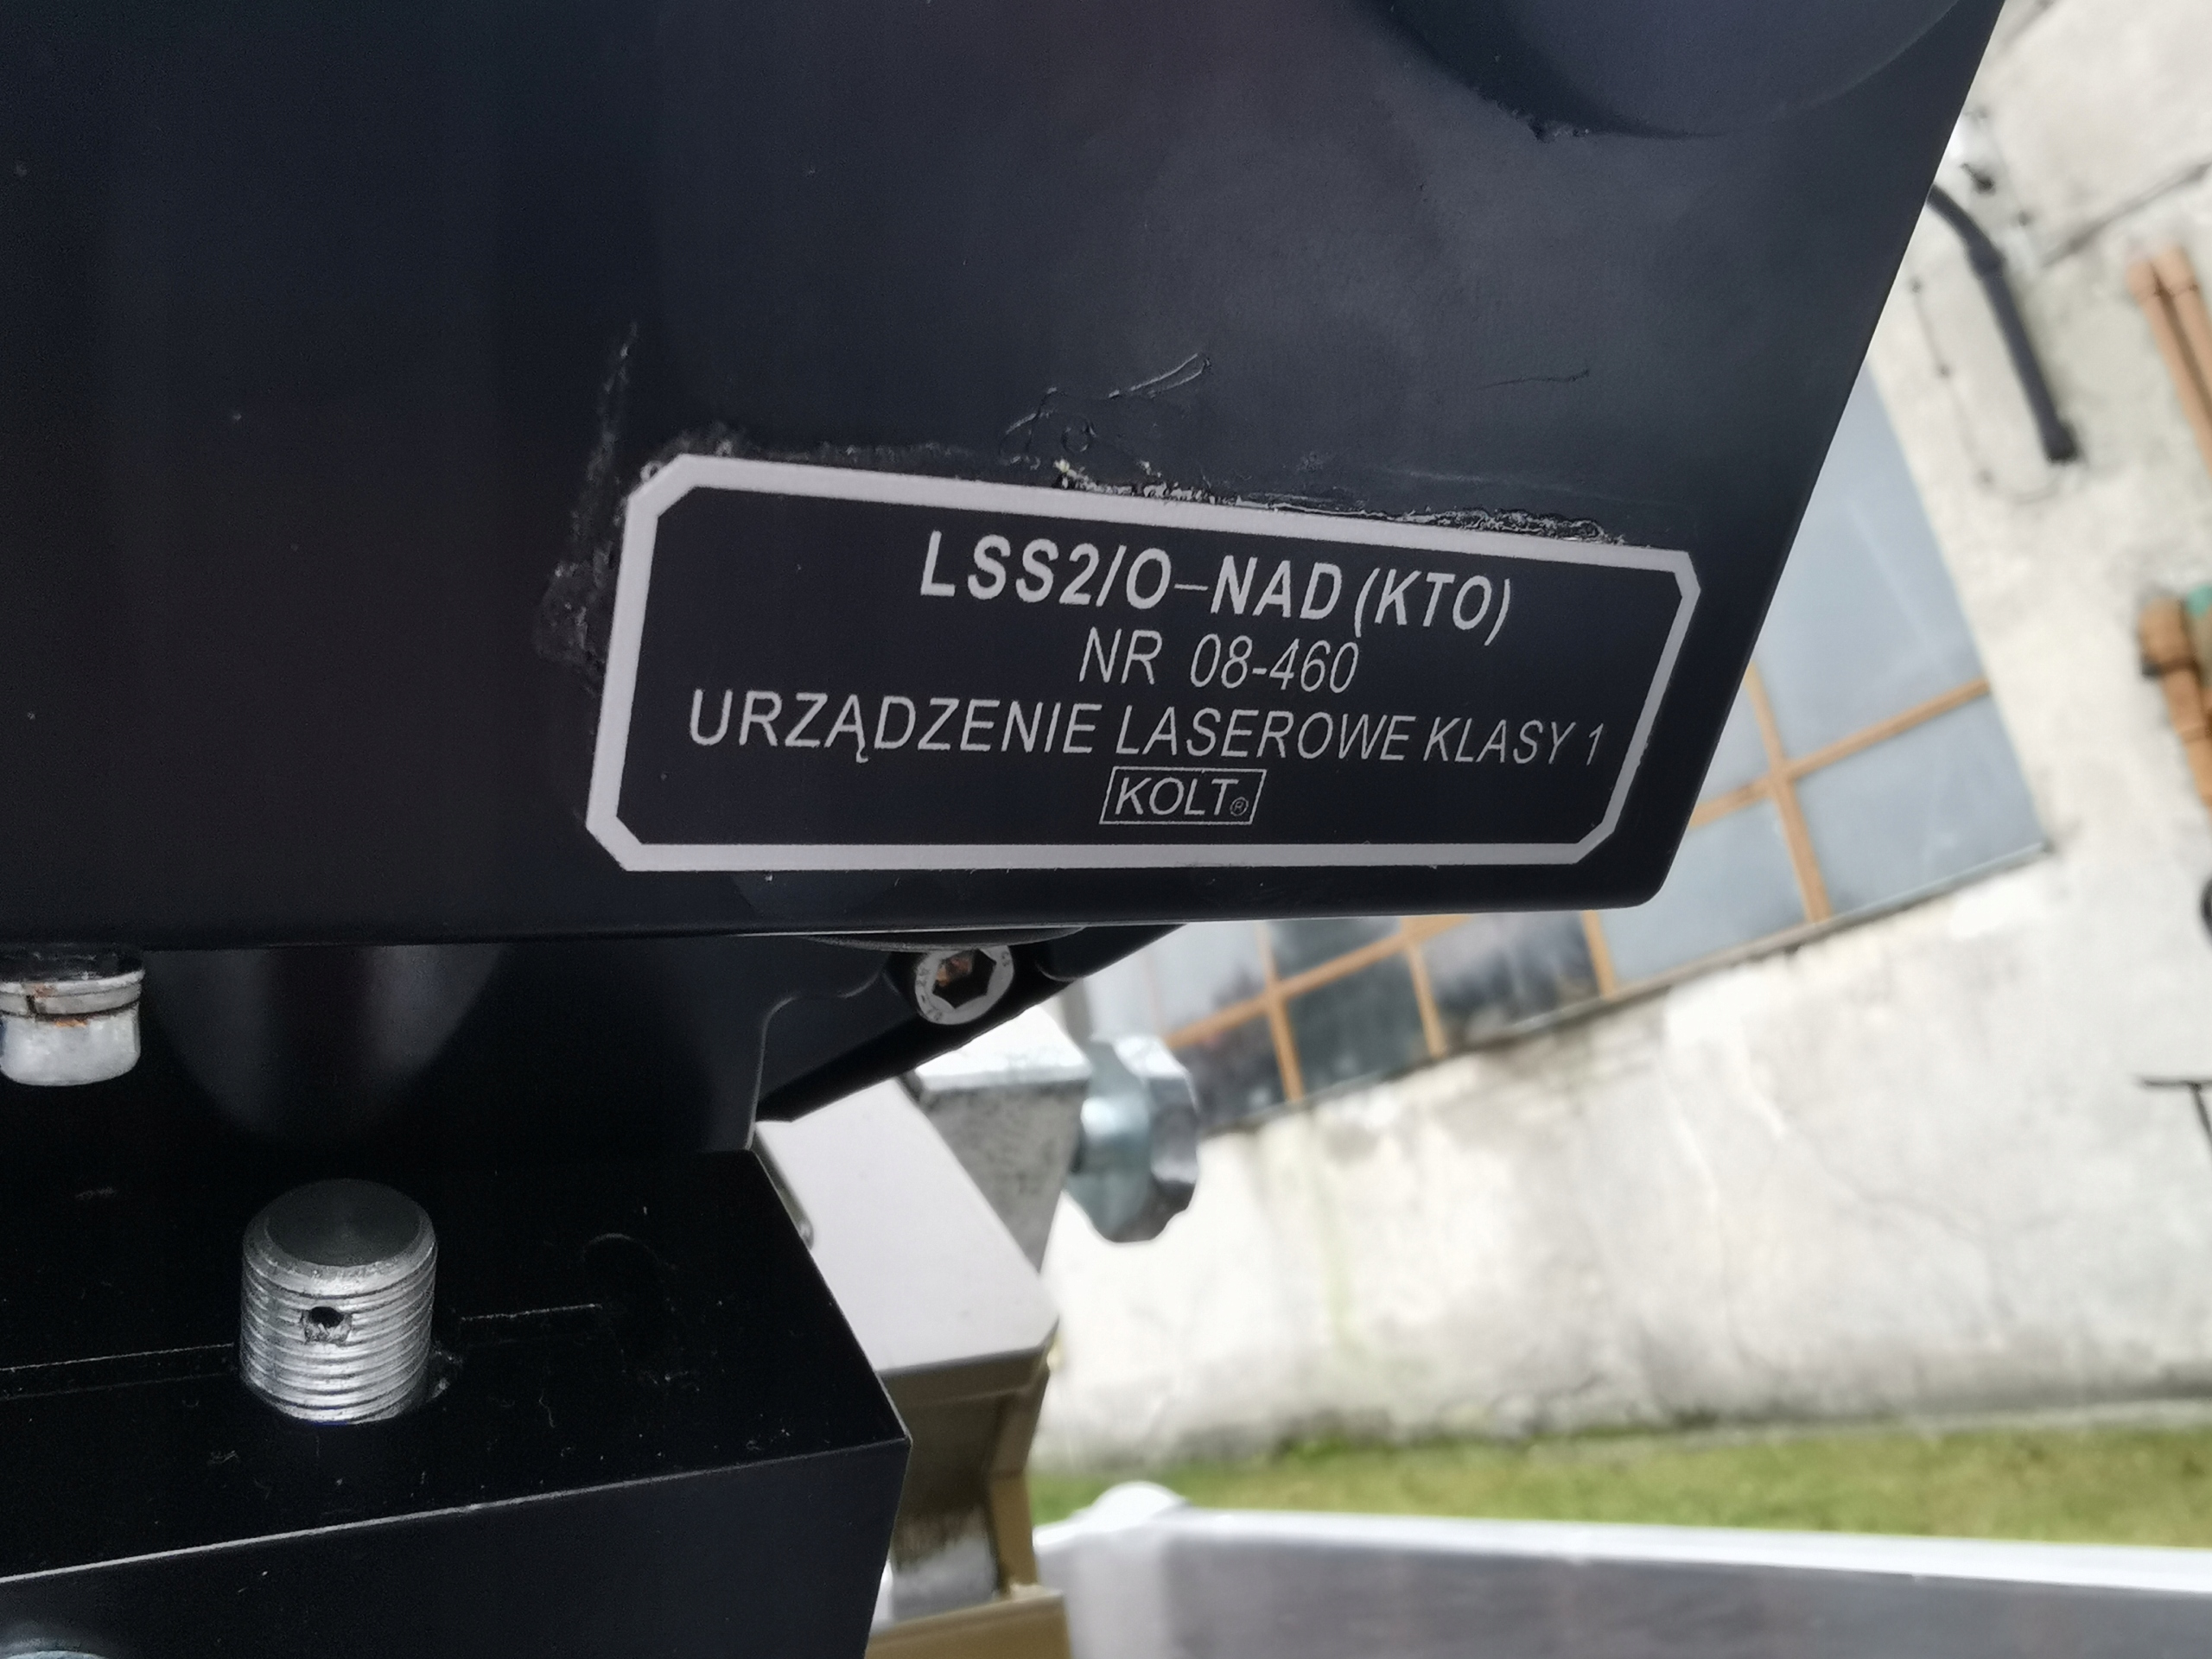 LSS2/O–NAD (KTO)
NR 08-460
URZĄDZENIE LASEROWE KLASY 1
KOLT®